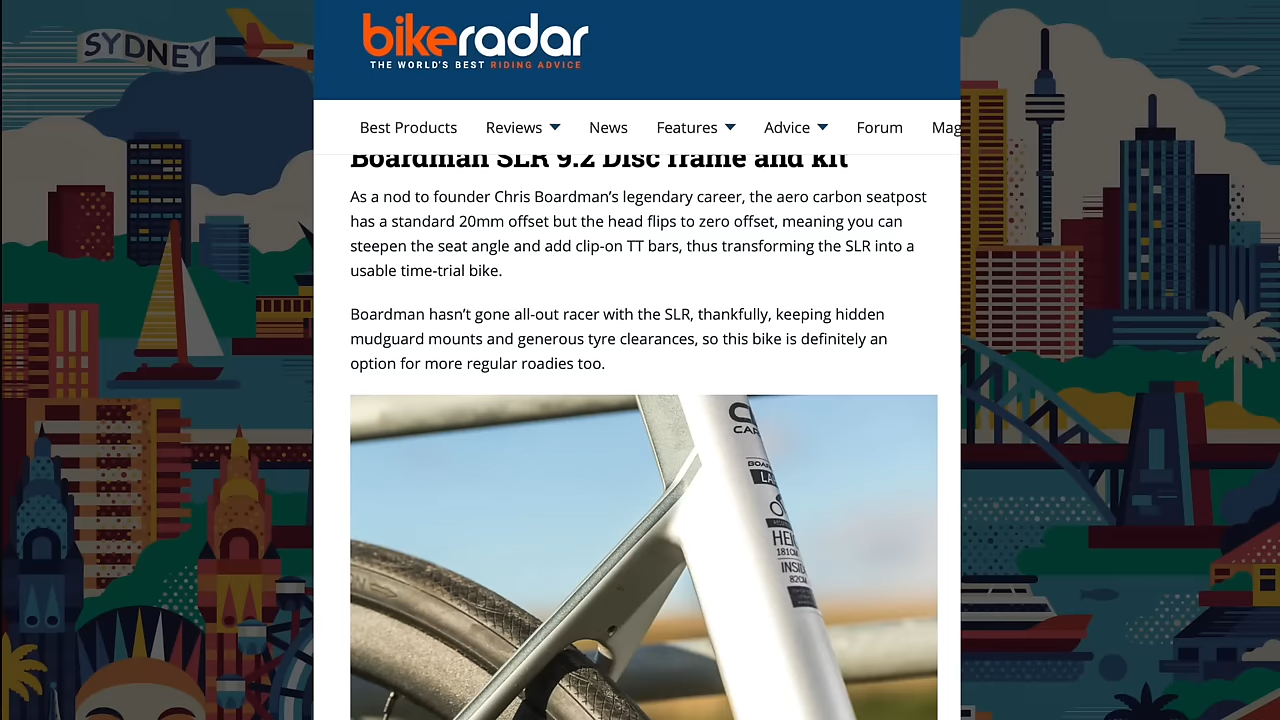 SYDNEY
bikeradar
THE WORLD'S BEST RIDING ADVICE
Best Products Reviews News Features Advice Forum Mag
Boardman SLR 9.2 Disc frame and kit
As a nod to founder Chris Boardman’s legendary career, the aero carbon seatpost
has a standard 20mm offset but the head flips to zero offset, meaning you can
steepen the seat angle and add clip-on TT bars, thus transforming the SLR into a
usable time-trial bike.
Boardman hasn’t gone all-out racer with the SLR, thankfully, keeping hidden
mudguard mounts and generous tyre clearances, so this bike is definitely an
option for more regular roadies too.